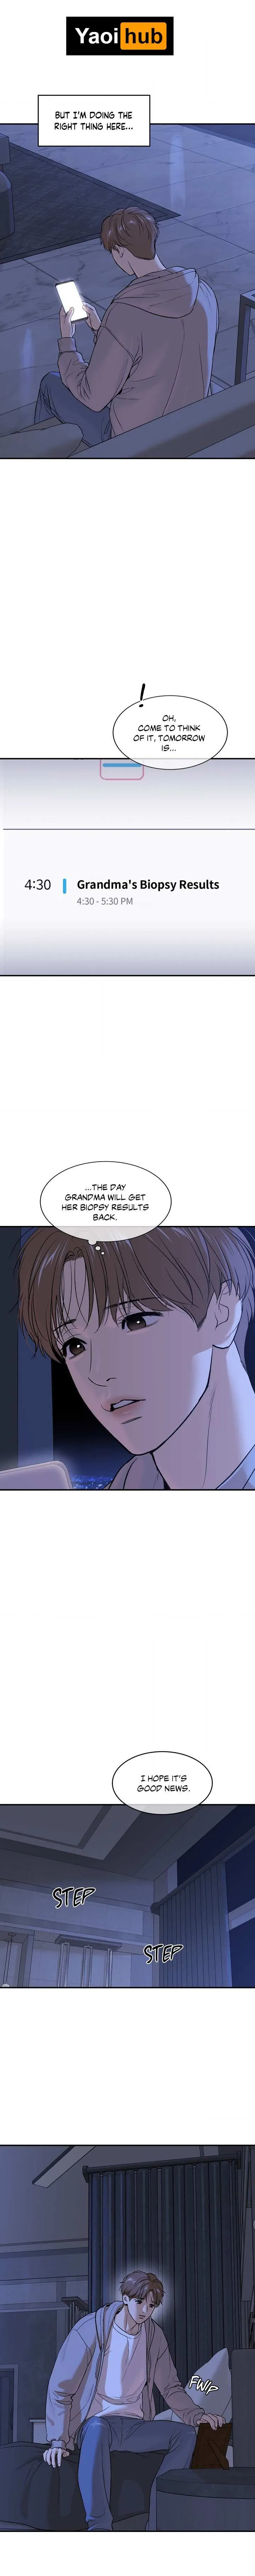 Yaoi hub
BUT I'M DOING THE
RIGHT THING HERE...
!
OH,
COME TO THINK
OF IT, TOMORROW
IS...
4:30
Grandma's Biopsy Results
4:30 - 5:30 PM
...THE DAY
GRANDMA WILL GET
HER BIOPSY RESULTS
BACK.
I HOPE IT'S
GOOD NEWS.
STEP
STEP
FWIP